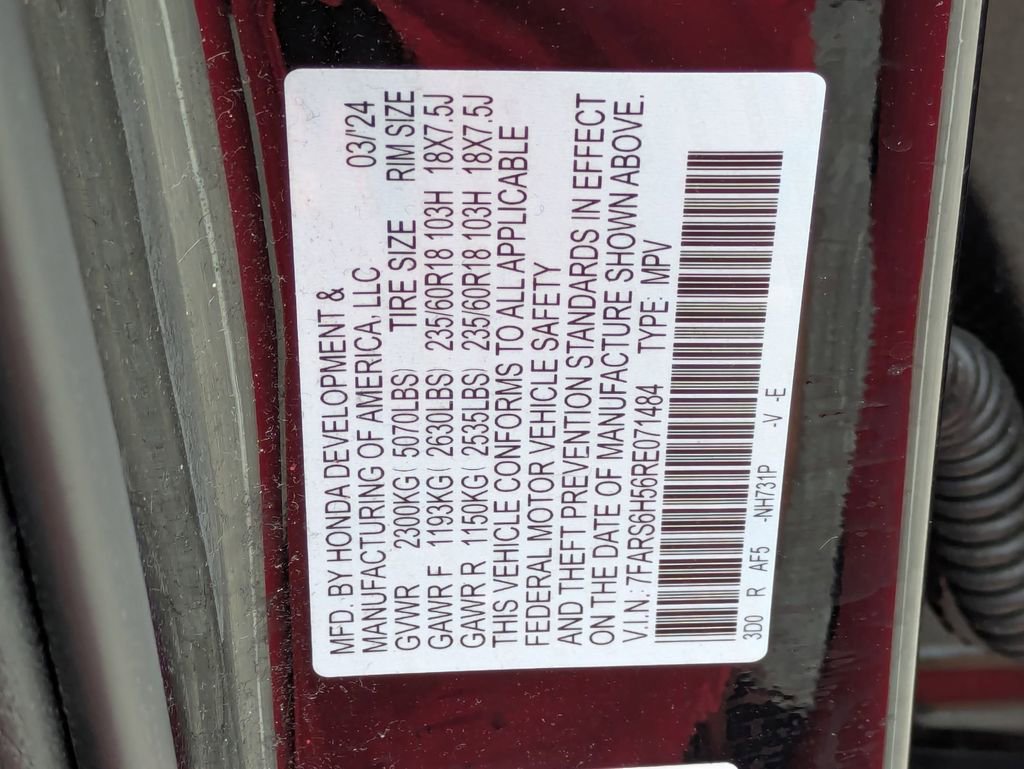 MFD. BY HONDA DEVELOPMENT &
MANUFACTURING OF AMERICA, LLC 03/'24
GVWR 2300KG( 5070LBS) TIRE SIZE RIM SIZE
GAWR F 1193KG( 2630LBS) 235/60R18 103H 18X7.5J
GAWR R 1150KG( 2535LBS) 235/60R18 103H 18X7.5J
THIS VEHICLE CONFORMS TO ALL APPLICABLE
FEDERAL MOTOR VEHICLE SAFETY
AND THEFT PREVENTION STANDARDS IN EFFECT
ON THE DATE OF MANUFACTURE SHOWN ABOVE.
V.I.N.: 7FARS6H56RE071484 TYPE: MPV
3D0 R AF5 -NH731P -V -E